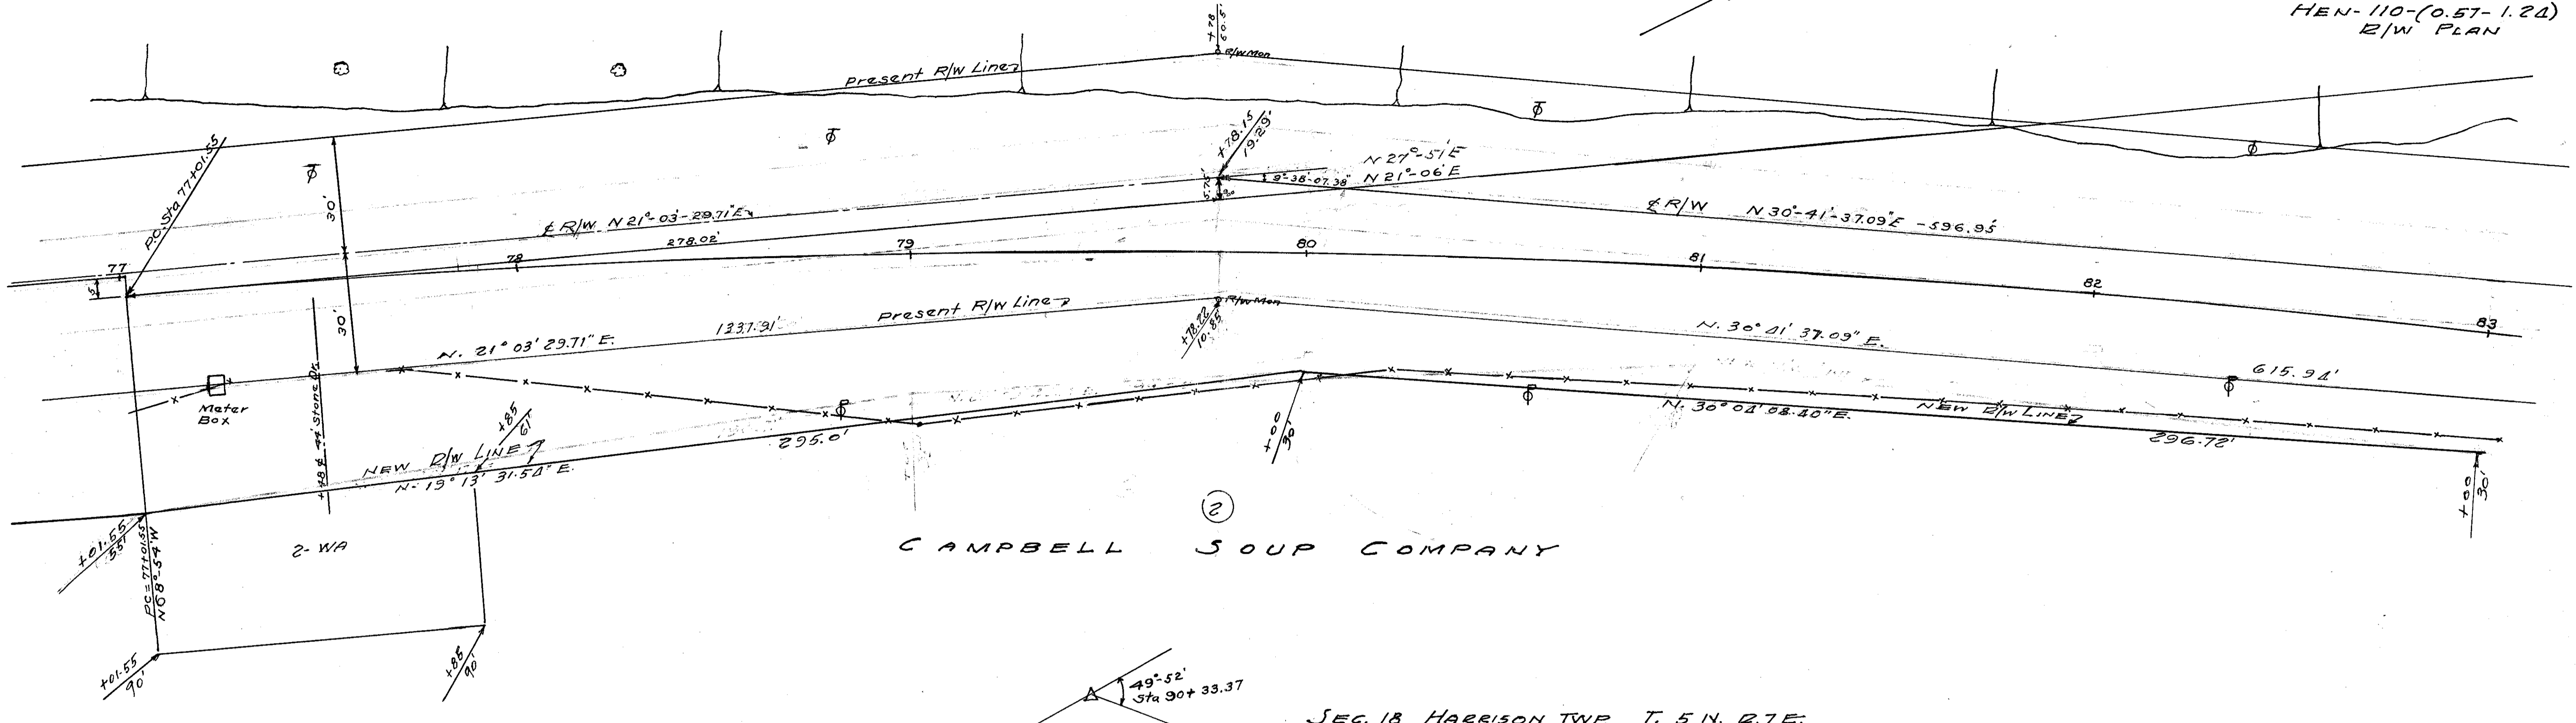 HEN-110-(0.57-1.24)
R/W PLAN
+78
60.5'
R/W Mon
Present R/W Line
P.O. Sta 77+01.55
30'
30'
+78.15
19.29'
N 27°-51'E
N 21°-06'E
9°-38'-07.38"
5.75'
₵ R/W N 21°-03'-29.71"E
278.02'
₵ R/W N 30°-41'-37.09"E -596.95'
77
78
79
80
81
82
83
5'
Present R/W Line
R/W Mon
+78.22
10.85'
1337.91'
N. 21° 03' 29.71" E.
N. 30° 41' 37.09" E.
615.94'
Meter
Box
+48 ₵ 44' Stone Dr.
+85
61'
NEW R/W LINE
N. 19° 13' 31.54" E.
295.0'
+00
30'
N. 30° 04' 08.40" E.
NEW R/W LINE
296.72'
+00
30'
+01.55
55'
PC = 77+01.55
N 68°-54' W
2-WA
2
CAMPBELL SOUP COMPANY
+01.55
90'
+85
90'
49°-52'
Sta 90+33.37
SEC. 18 HARRISON TWP. T. 5 N. R. 7 E.